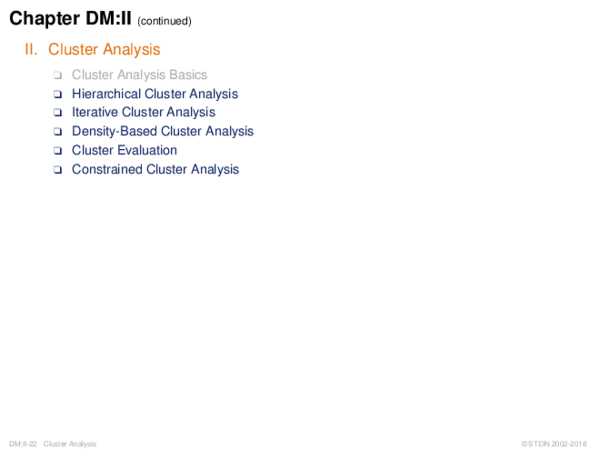 Chapter DM:II (continued)
II. Cluster Analysis
❑ Cluster Analysis Basics
❑ Hierarchical Cluster Analysis
❑ Iterative Cluster Analysis
❑ Density-Based Cluster Analysis
❑ Cluster Evaluation
❑ Constrained Cluster Analysis
DM:II-22 Cluster Analysis
© STEIN 2002-2018